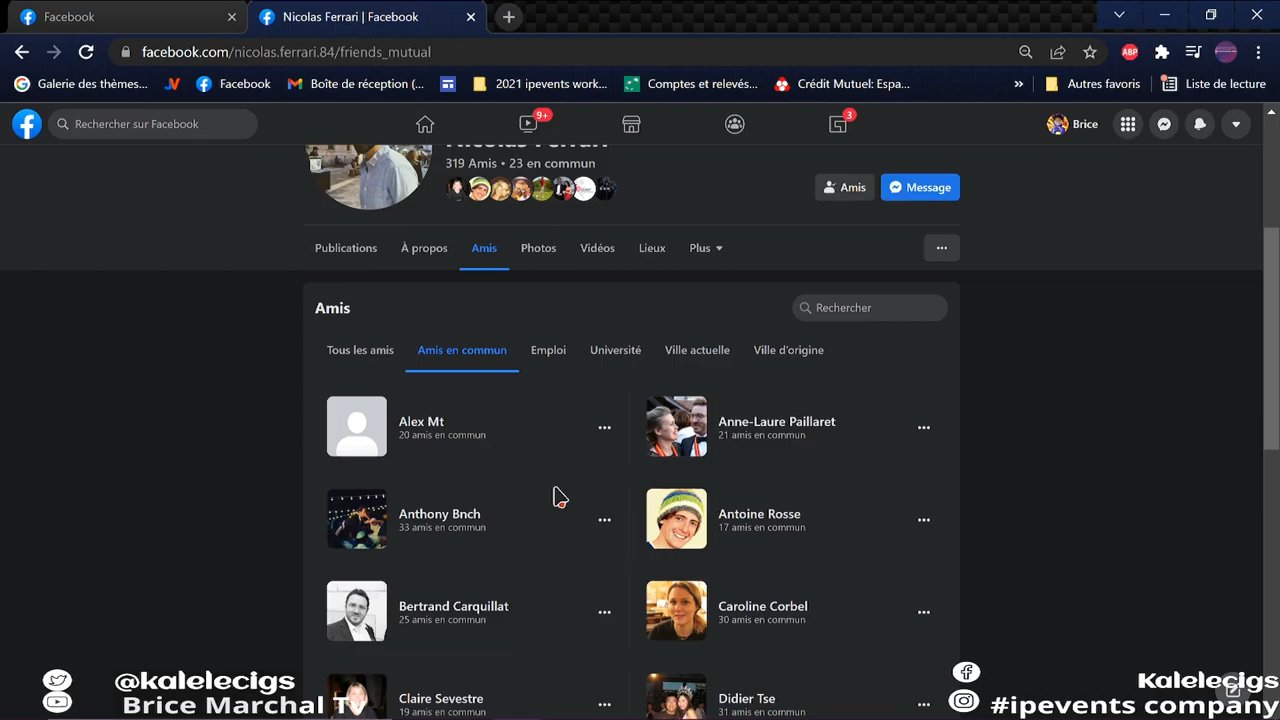 Facebook
Nicolas Ferrari | Facebook
facebook.com/nicolas.ferrari.84/friends_mutual
ABP
Galerie des thèmes...
Facebook
Boîte de réception (...
2021 ipevents work...
Comptes et relevés...
Crédit Mutuel: Espa...
»
Autres favoris
Liste de lecture
Rechercher sur Facebook
9+
3
Brice
Nicolas Ferrari
319 Amis • 23 en commun
Amis
Message
Publications
À propos
Amis
Photos
Vidéos
Lieux
Plus
Amis
Rechercher
Tous les amis
Amis en commun
Emploi
Université
Ville actuelle
Ville d'origine
Alex Mt
20 amis en commun
Anne-Laure Paillaret
21 amis en commun
Anthony Bnch
33 amis en commun
Antoine Rosse
17 amis en commun
Bertrand Carquillat
25 amis en commun
Caroline Corbel
30 amis en commun
Claire Sevestre
19 amis en commun
Didier Tse
31 amis en commun
@kalelecigs
Brice Marchal TV
Kalelecigs
#ipevents company